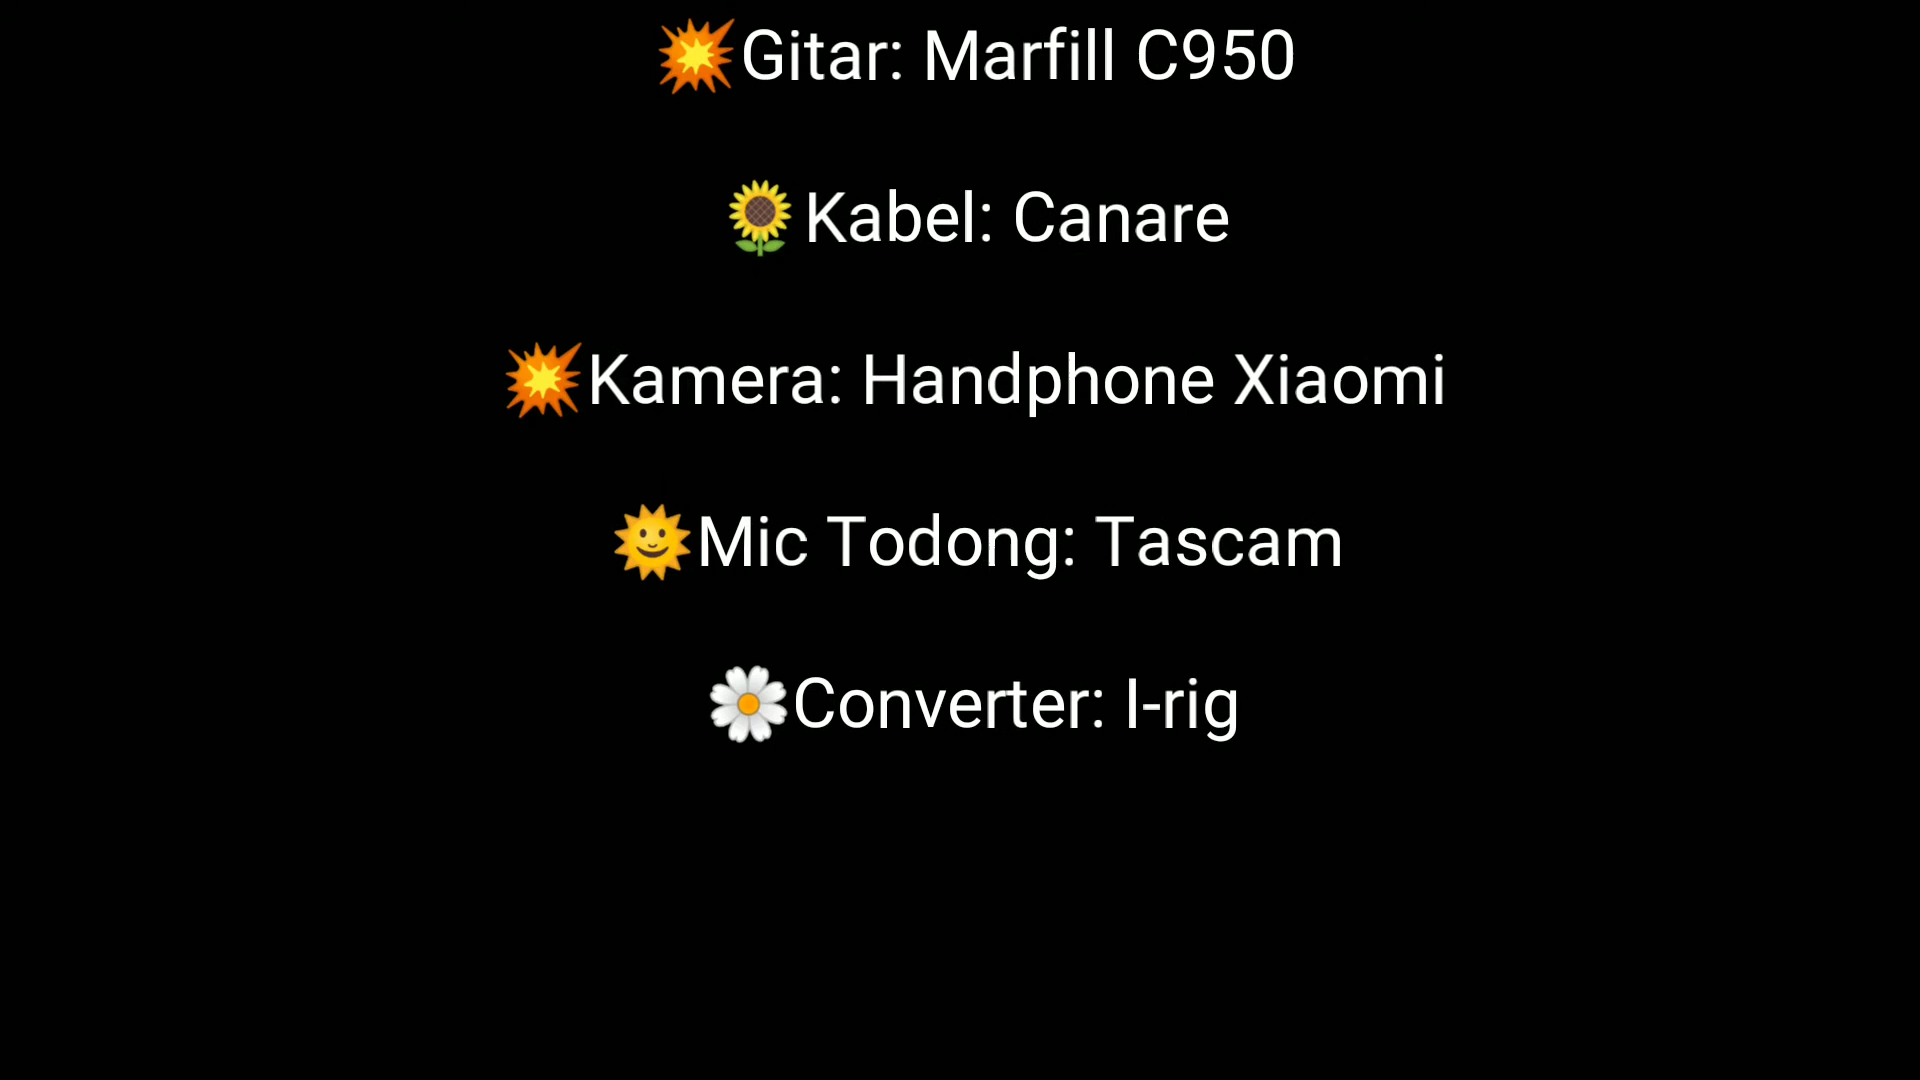 💥Gitar: Marfill C950
🌻Kabel: Canare
💥Kamera: Handphone Xiaomi
🌞Mic Todong: Tascam
🌼Converter: I-rig